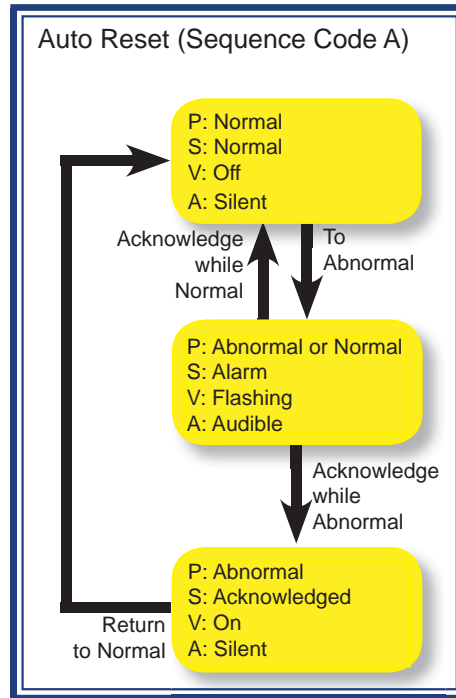 Auto Reset (Sequence Code A)
P: Normal
S: Normal
V: Off
A: Silent
Acknowledge
while
Normal
To
Abnormal
P: Abnormal or Normal
S: Alarm
V: Flashing
A: Audible
Acknowledge
while
Abnormal
P: Abnormal
S: Acknowledged
V: On
A: Silent
Return
to Normal